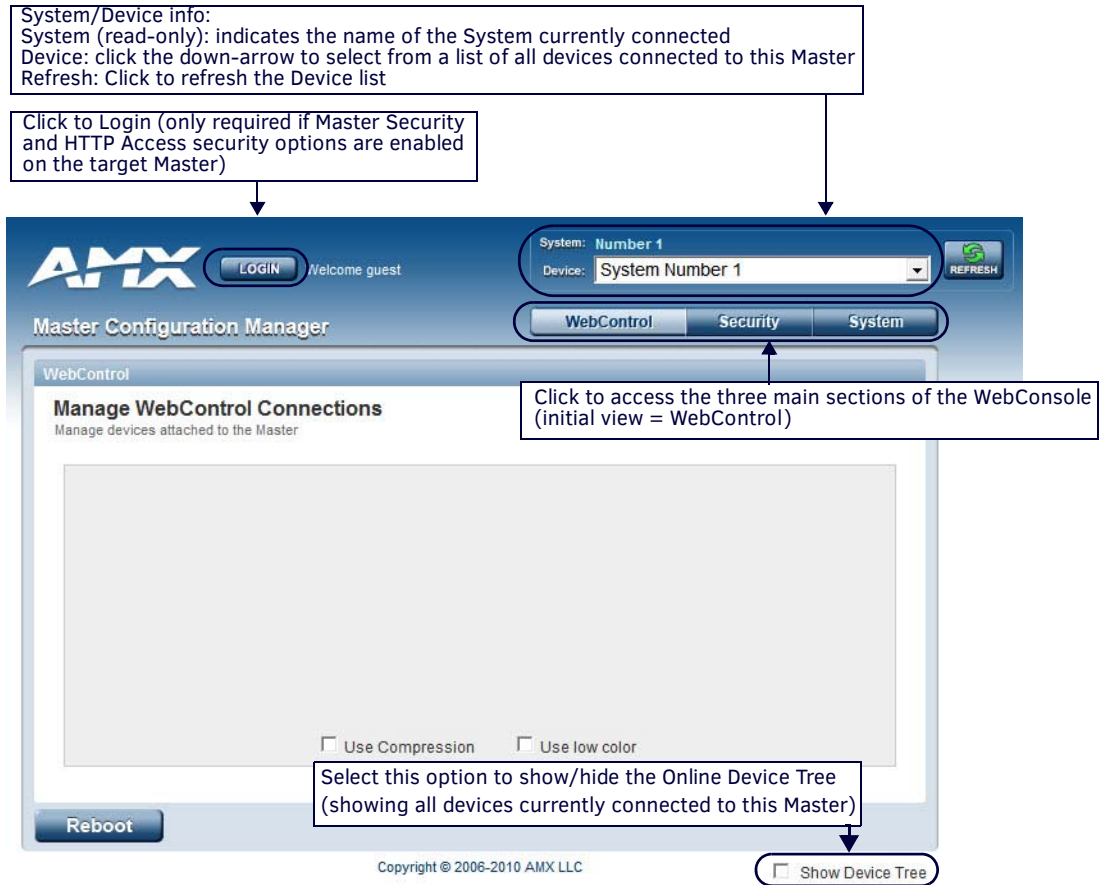 System/Device info:
System (read-only): indicates the name of the System currently connected
Device: click the down-arrow to select from a list of all devices connected to this Master
Refresh: Click to refresh the Device list
Click to Login (only required if Master Security
and HTTP Access security options are enabled
on the target Master)
AMX
LOGIN
Welcome guest
System: Number 1
Device: System Number 1
REFRESH
Master Configuration Manager
WebControl
Security
System
WebControl
Manage WebControl Connections
Manage devices attached to the Master
Click to access the three main sections of the WebConsole
(initial view = WebControl)
Use Compression
Use low color
Select this option to show/hide the Online Device Tree
(showing all devices currently connected to this Master)
Reboot
Copyright © 2006-2010 AMX LLC
Show Device Tree